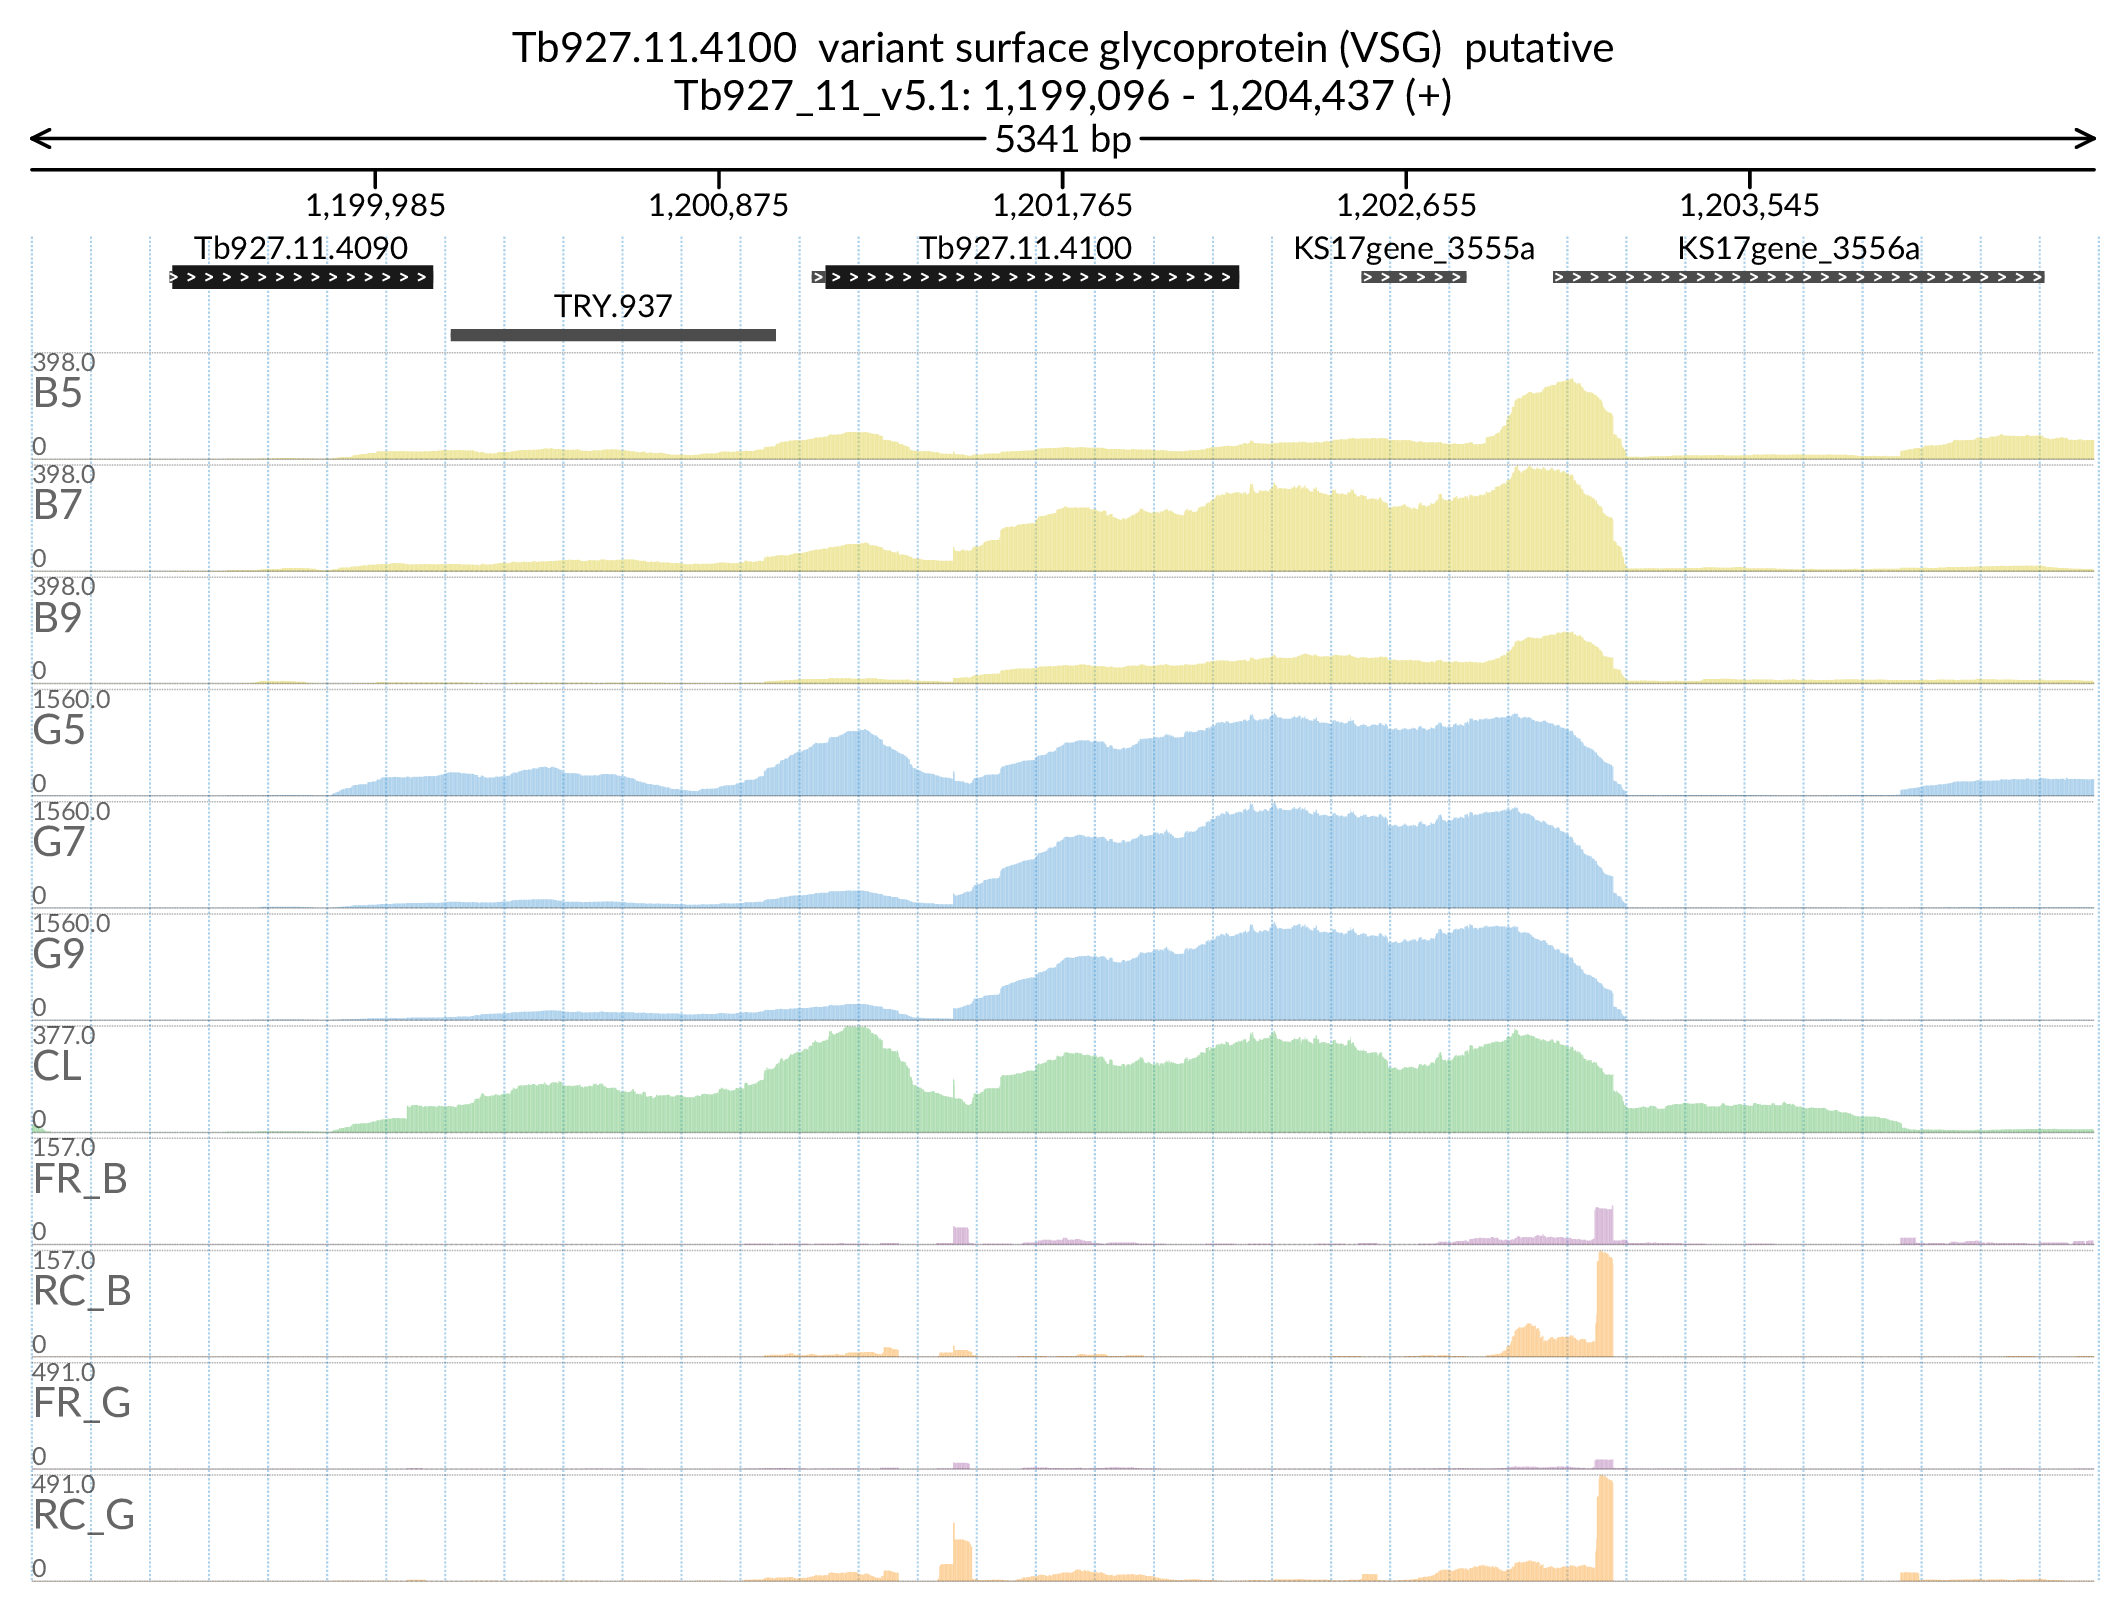 Tb927.11.4100  variant surface glycoprotein (VSG)  putative
Tb927_11_v5.1: 1,199,096 - 1,204,437 (+)
5341 bp
1,199,985 1,200,875 1,201,765 1,202,655 1,203,545
Tb927.11.4090 Tb927.11.4100 KS17gene_3555a KS17gene_3556a
TRY.937
398.0
B5
0
398.0
B7
0
398.0
B9
0
1560.0
G5
0
1560.0
G7
0
1560.0
G9
0
377.0
CL
0
157.0
FR_B
0
157.0
RC_B
0
491.0
FR_G
0
491.0
RC_G
0